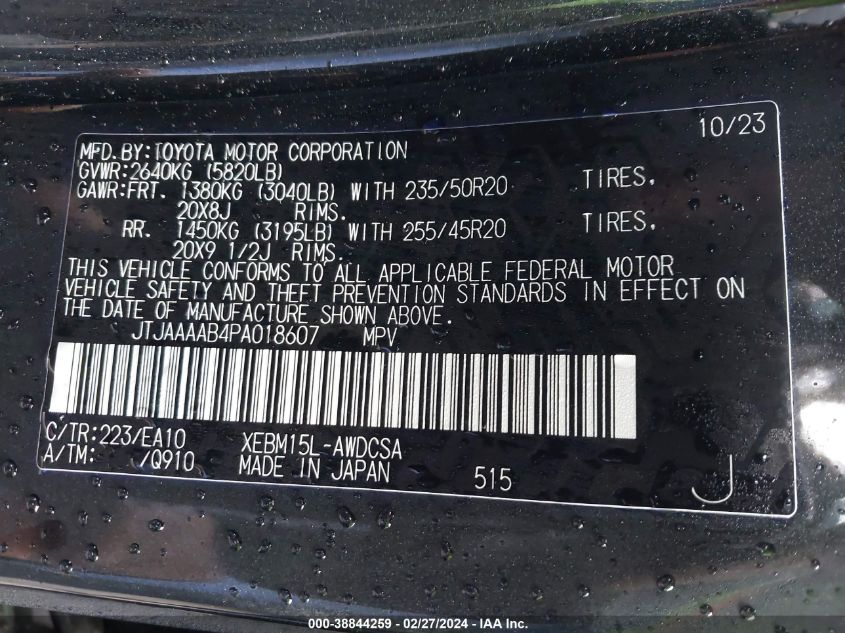 10/23
MFD.BY:TOYOTA MOTOR CORPORATION
GVWR:2640KG (5820LB)
GAWR:FRT. 1380KG (3040LB) WITH 235/50R20 TIRES,
20X8J RIMS.
RR. 1450KG (3195LB) WITH 255/45R20 TIRES,
20X9 1/2J RIMS.
THIS VEHICLE CONFORMS TO ALL APPLICABLE FEDERAL MOTOR
VEHICLE SAFETY AND THEFT PREVENTION STANDARDS IN EFFECT ON
THE DATE OF MANUFACTURE SHOWN ABOVE.
JTJAAAAB4PA018607 MPV
C/TR:223/EA10 XEBM15L-AWDCSA
A/TM: /Q910 MADE IN JAPAN 515
J
000-38844259 - 02/27/2024 - IAA Inc.